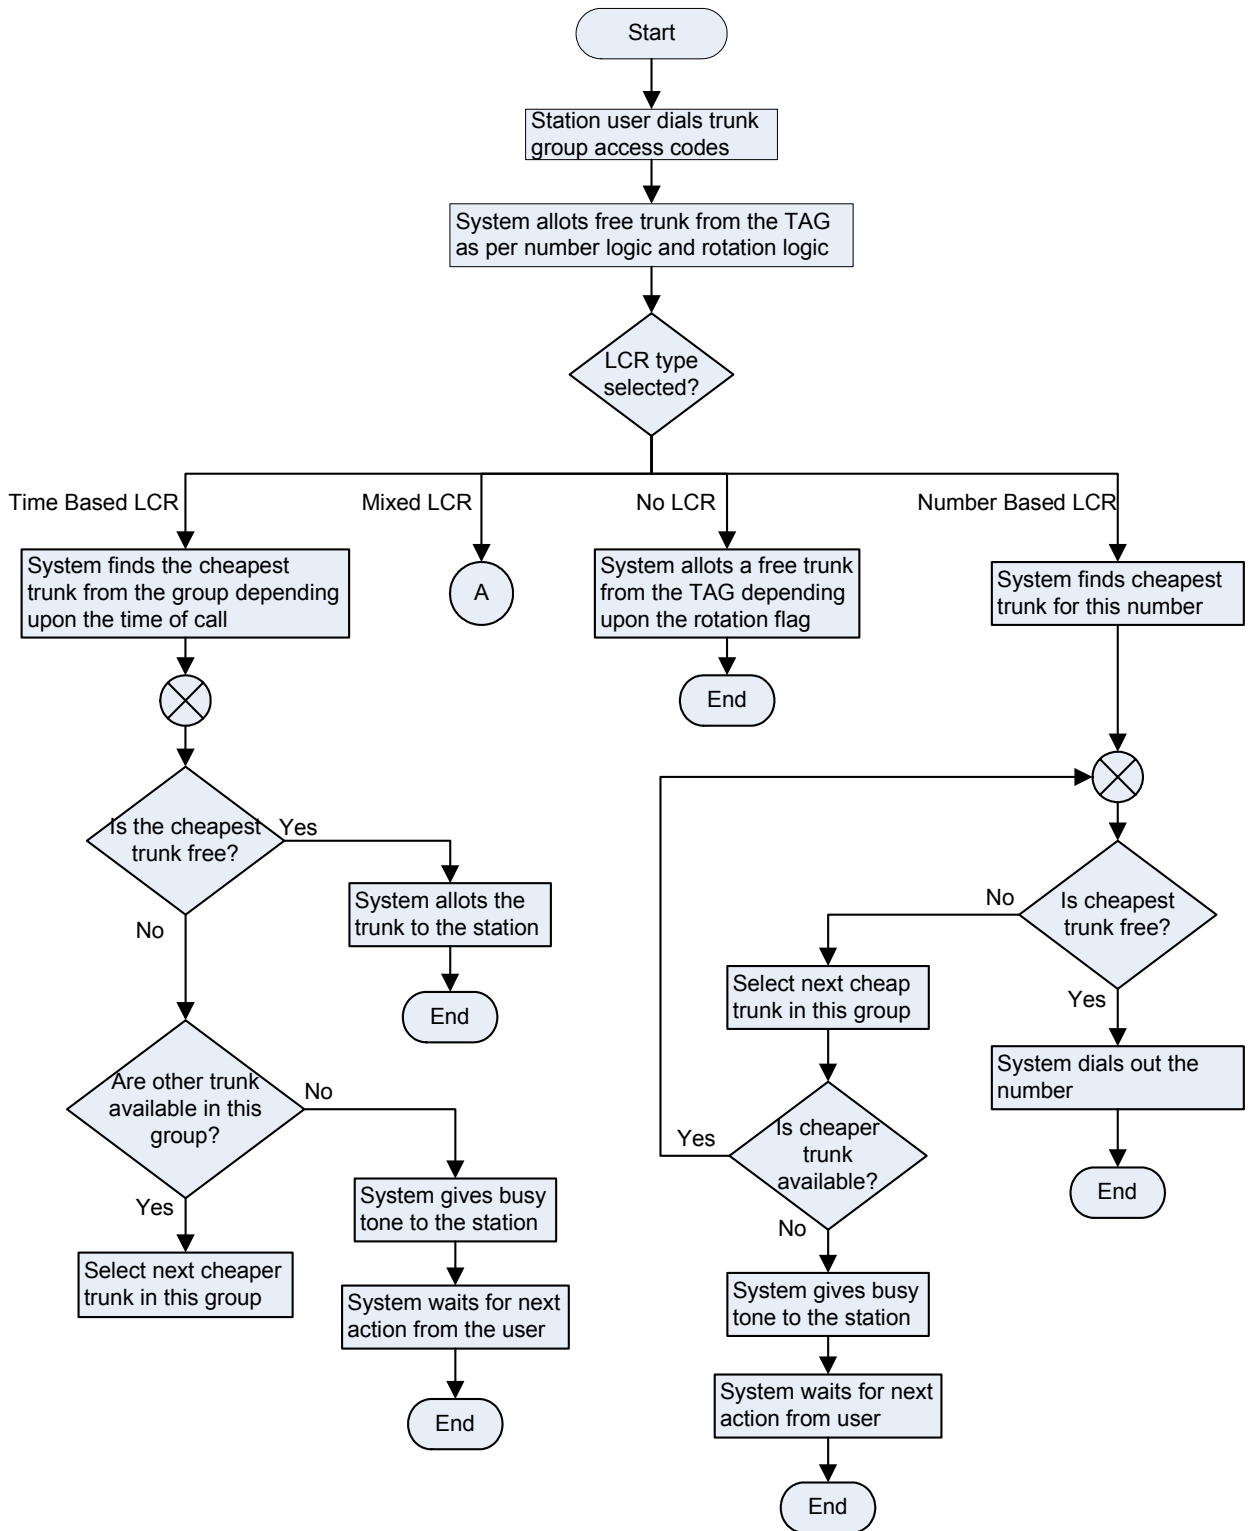 Start
Station user dials trunk
group access codes
System allots free trunk from the TAG
as per number logic and rotation logic
LCR type
selected?
Time Based LCR
Mixed LCR
No LCR
Number Based LCR
System finds the cheapest
trunk from the group depending
upon the time of call
A
System allots a free trunk
from the TAG depending
upon the rotation flag
System finds cheapest
trunk for this number
End
Is the cheapest
trunk free?
Yes
No
System allots the
trunk to the station
End
Are other trunk
available in this
group?
No
Yes
Select next cheaper
trunk in this group
System gives busy
tone to the station
System waits for next
action from the user
End
Is cheapest
trunk free?
No
Yes
Select next cheap
trunk in this group
System dials out the
number
End
Is cheaper
trunk
available?
Yes
No
System gives busy
tone to the station
System waits for next
action from user
End